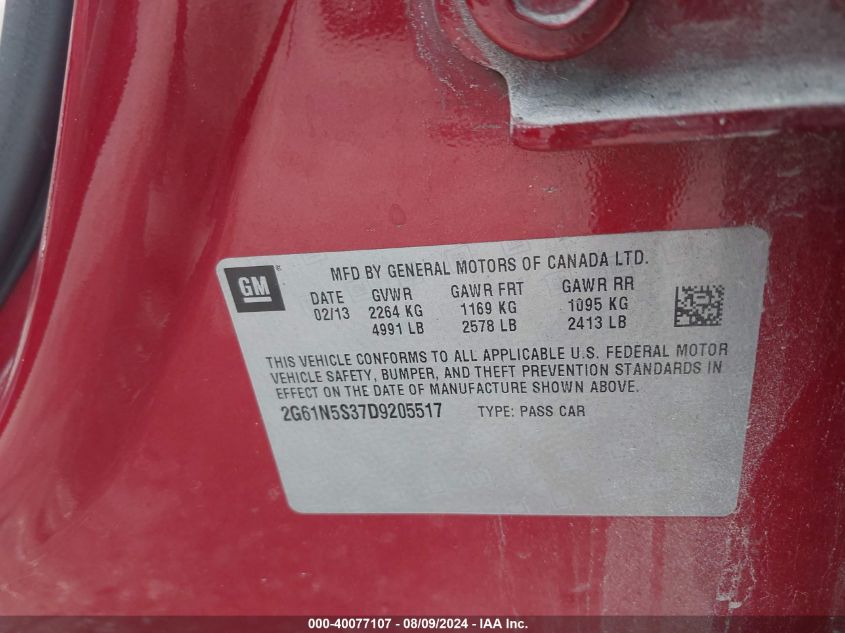 GM ®
MFD BY GENERAL MOTORS OF CANADA LTD.
DATE GVWR GAWR FRT GAWR RR
02/13 2264 KG 1169 KG 1095 KG
4991 LB 2578 LB 2413 LB
THIS VEHICLE CONFORMS TO ALL APPLICABLE U.S. FEDERAL MOTOR
VEHICLE SAFETY, BUMPER, AND THEFT PREVENTION STANDARDS IN
EFFECT ON THE DATE OF MANUFACTURE SHOWN ABOVE.
2G61N5S37D9205517 TYPE: PASS CAR
000-40077107 - 08/09/2024 - IAA Inc.